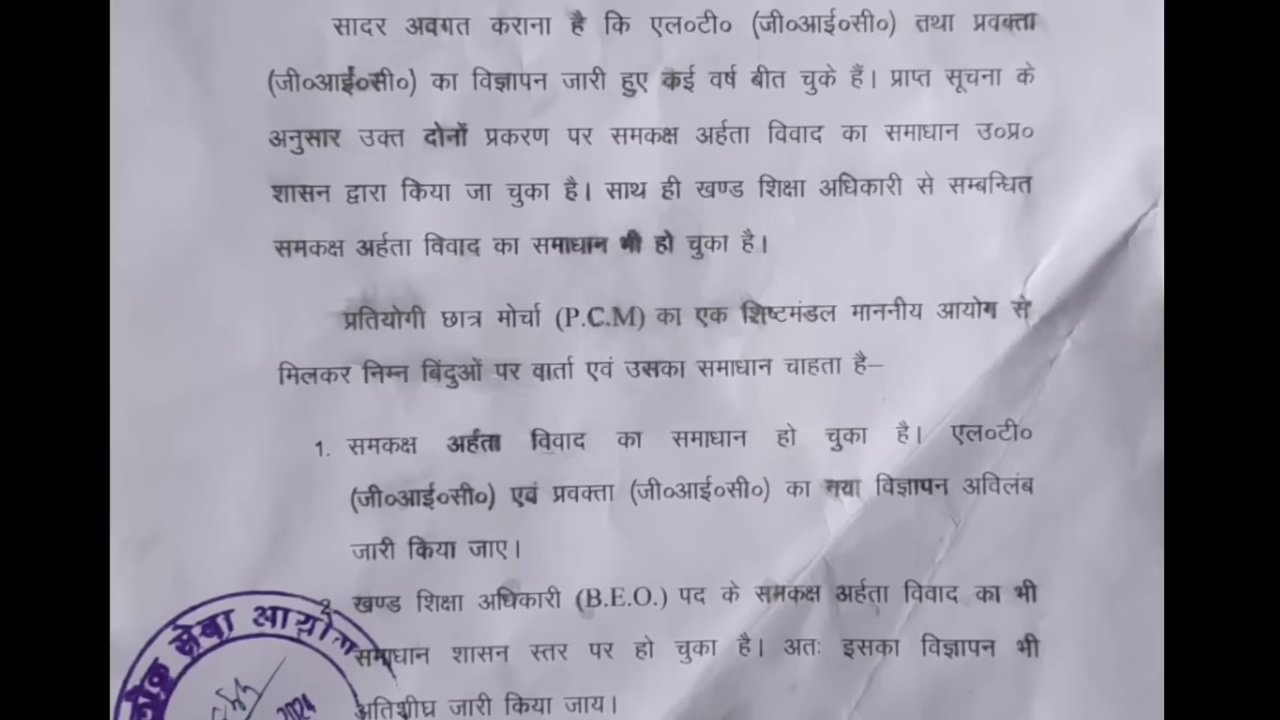 सादर अवगत कराना है कि एल०टी० (जी०आई०सी०) तथा प्रवक्ता
(जी०आई०सी०) का विज्ञापन जारी हुए कई वर्ष बीत चुके हैं। प्राप्त सूचना के
अनुसार उक्त दोनों प्रकरण पर समकक्ष अर्हता विवाद का समाधान उ०प्र०
शासन द्वारा किया जा चुका है। साथ ही खण्ड शिक्षा अधिकारी से सम्बन्धित
समकक्ष अर्हता विवाद का समाधान भी हो चुका है।
प्रतियोगी छात्र मोर्चा (P.C.M) का एक शिष्टमंडल माननीय आयोग से
मिलकर निम्न बिंदुओं पर वार्ता एवं उसका समाधान चाहता है–
1. समकक्ष अर्हता विवाद का समाधान हो चुका है। एल०टी०
(जी०आई०सी०) एवं प्रवक्ता (जी०आई०सी०) का नया विज्ञापन अविलंब
जारी किया जाए।
2. खण्ड शिक्षा अधिकारी (B.E.O.) पद के समकक्ष अर्हता विवाद का भी
समाधान शासन स्तर पर हो चुका है। अतः इसका विज्ञापन भी
अतिशीघ्र जारी किया जाय।
लोक सेवा आयोग
2024